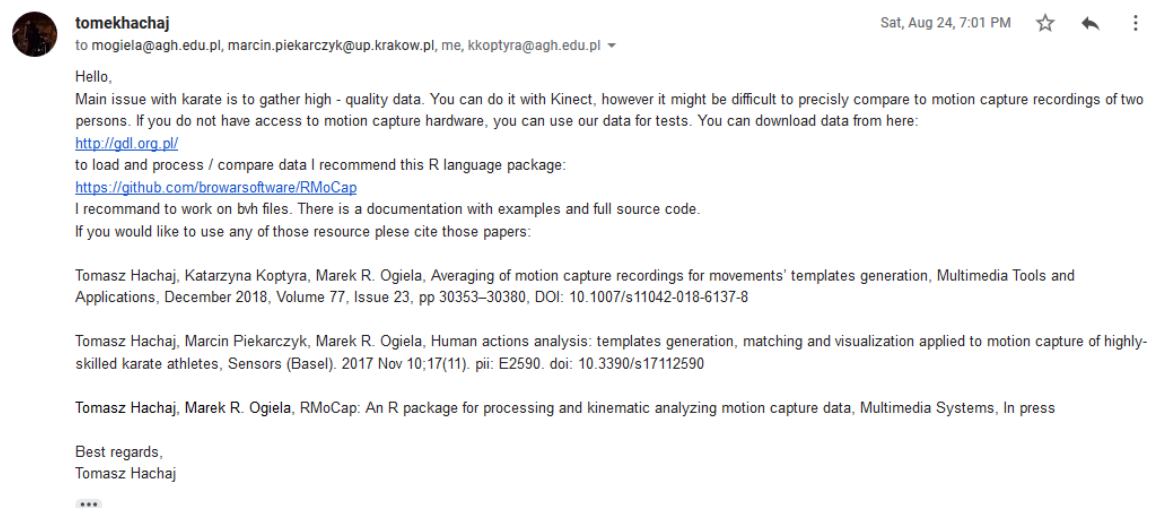 tomekhachaj
Sat, Aug 24, 7:01 PM
to mogiela@agh.edu.pl, marcin.piekarczyk@up.krakow.pl, me, kkoptyra@agh.edu.pl
Hello,
Main issue with karate is to gather high - quality data. You can do it with Kinect, however it might be difficult to precisly compare to motion capture recordings of two
persons. If you do not have access to motion capture hardware, you can use our data for tests. You can download data from here:
http://gdl.org.pl/
to load and process / compare data I recommend this R language package:
https://github.com/browarsoftware/RMoCap
I recommand to work on bvh files. There is a documentation with examples and full source code.
If you would like to use any of those resource plese cite those papers:
Tomasz Hachaj, Katarzyna Koptyra, Marek R. Ogiela, Averaging of motion capture recordings for movements' templates generation, Multimedia Tools and
Applications, December 2018, Volume 77, Issue 23, pp 30353–30380, DOI: 10.1007/s11042-018-6137-8
Tomasz Hachaj, Marcin Piekarczyk, Marek R. Ogiela, Human actions analysis: templates generation, matching and visualization applied to motion capture of highly-
skilled karate athletes, Sensors (Basel). 2017 Nov 10;17(11). pii: E2590. doi: 10.3390/s17112590
Tomasz Hachaj, Marek R. Ogiela, RMoCap: An R package for processing and kinematic analyzing motion capture data, Multimedia Systems, In press
Best regards,
Tomasz Hachaj